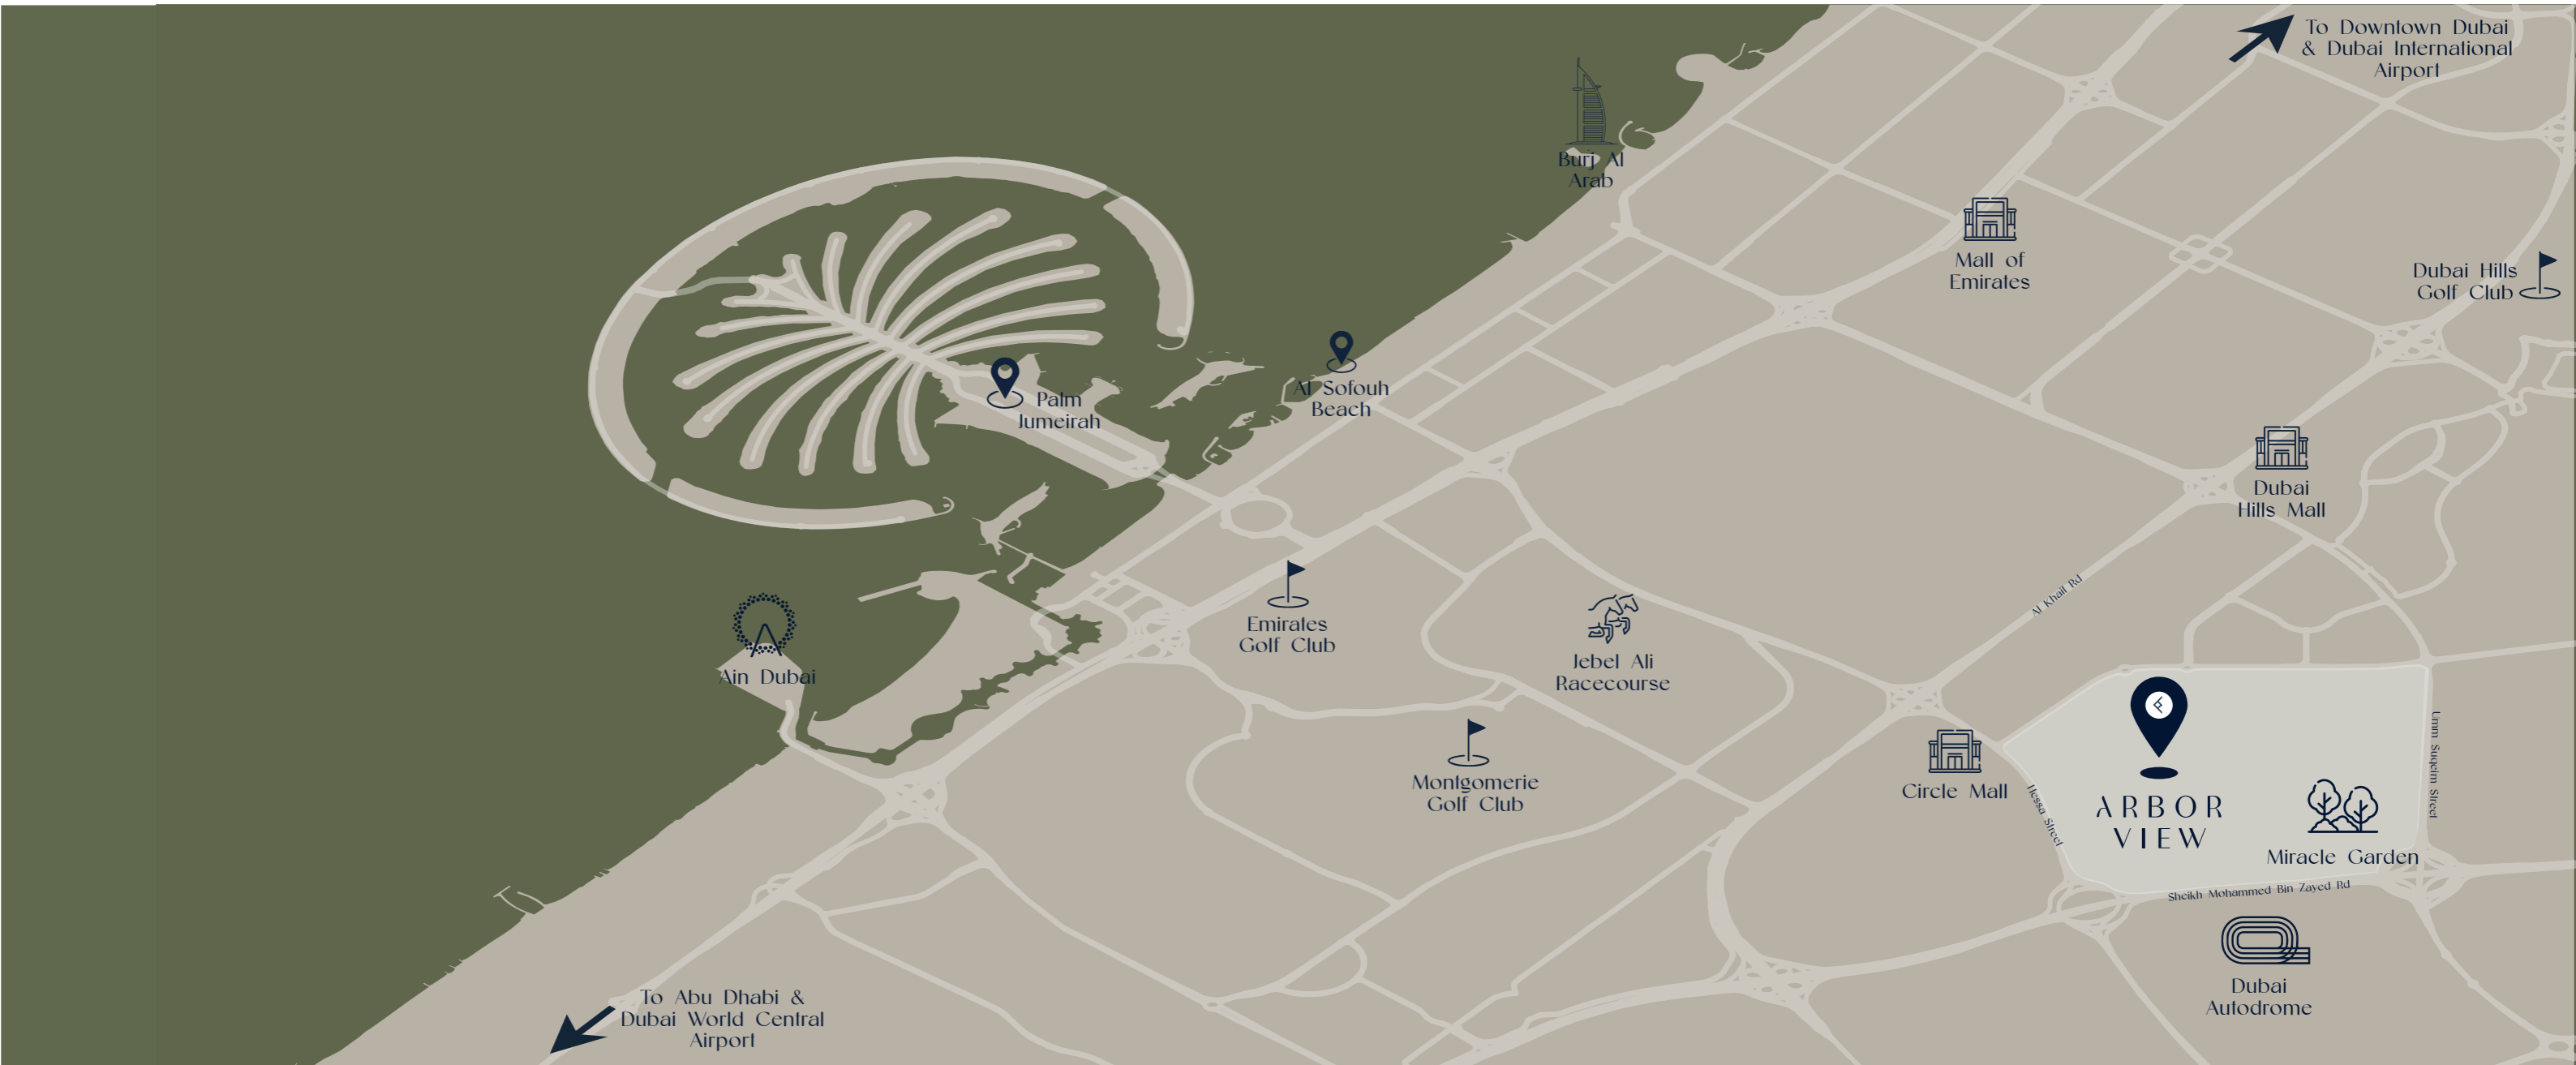 To Downtown Dubai
& Dubai International
Airport
Burj Al
Arab
Mall of
Emirates
Dubai Hills
Golf Club
Palm
Jumeirah
Al Sofouh
Beach
Dubai
Hills Mall
Al Khail Rd
Emirates
Golf Club
Jebel Ali
Racecourse
Ain Dubai
Montgomerie
Golf Club
Circle Mall
Hessa Street
ARBOR
VIEW
Umm Suqeim Street
Miracle Garden
Sheikh Mohammed Bin Zayed Rd
Dubai
Autodrome
To Abu Dhabi &
Dubai World Central
Airport